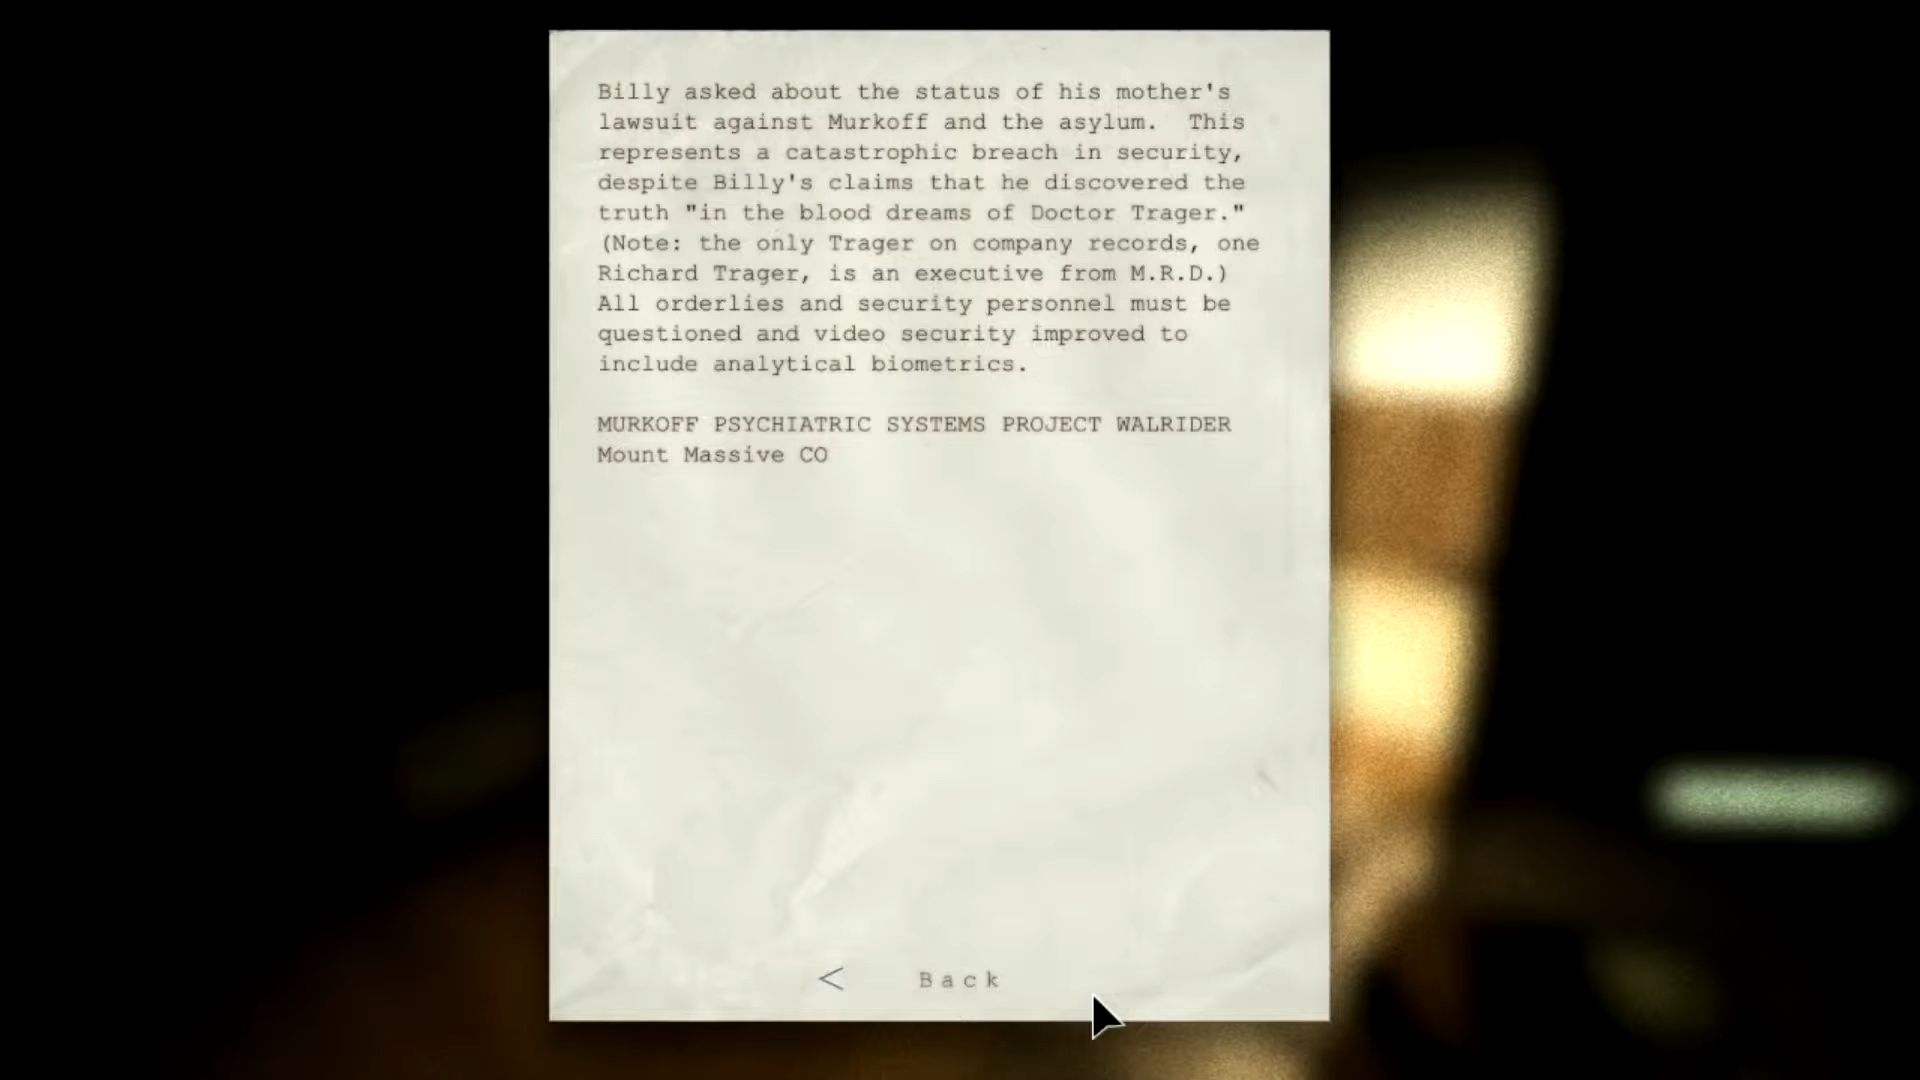 Billy asked about the status of his mother's
lawsuit against Murkoff and the asylum.  This
represents a catastrophic breach in security,
despite Billy's claims that he discovered the
truth "in the blood dreams of Doctor Trager."
(Note: the only Trager on company records, one
Richard Trager, is an executive from M.R.D.)
All orderlies and security personnel must be
questioned and video security improved to
include analytical biometrics.
MURKOFF PSYCHIATRIC SYSTEMS PROJECT WALRIDER
Mount Massive CO
< Back